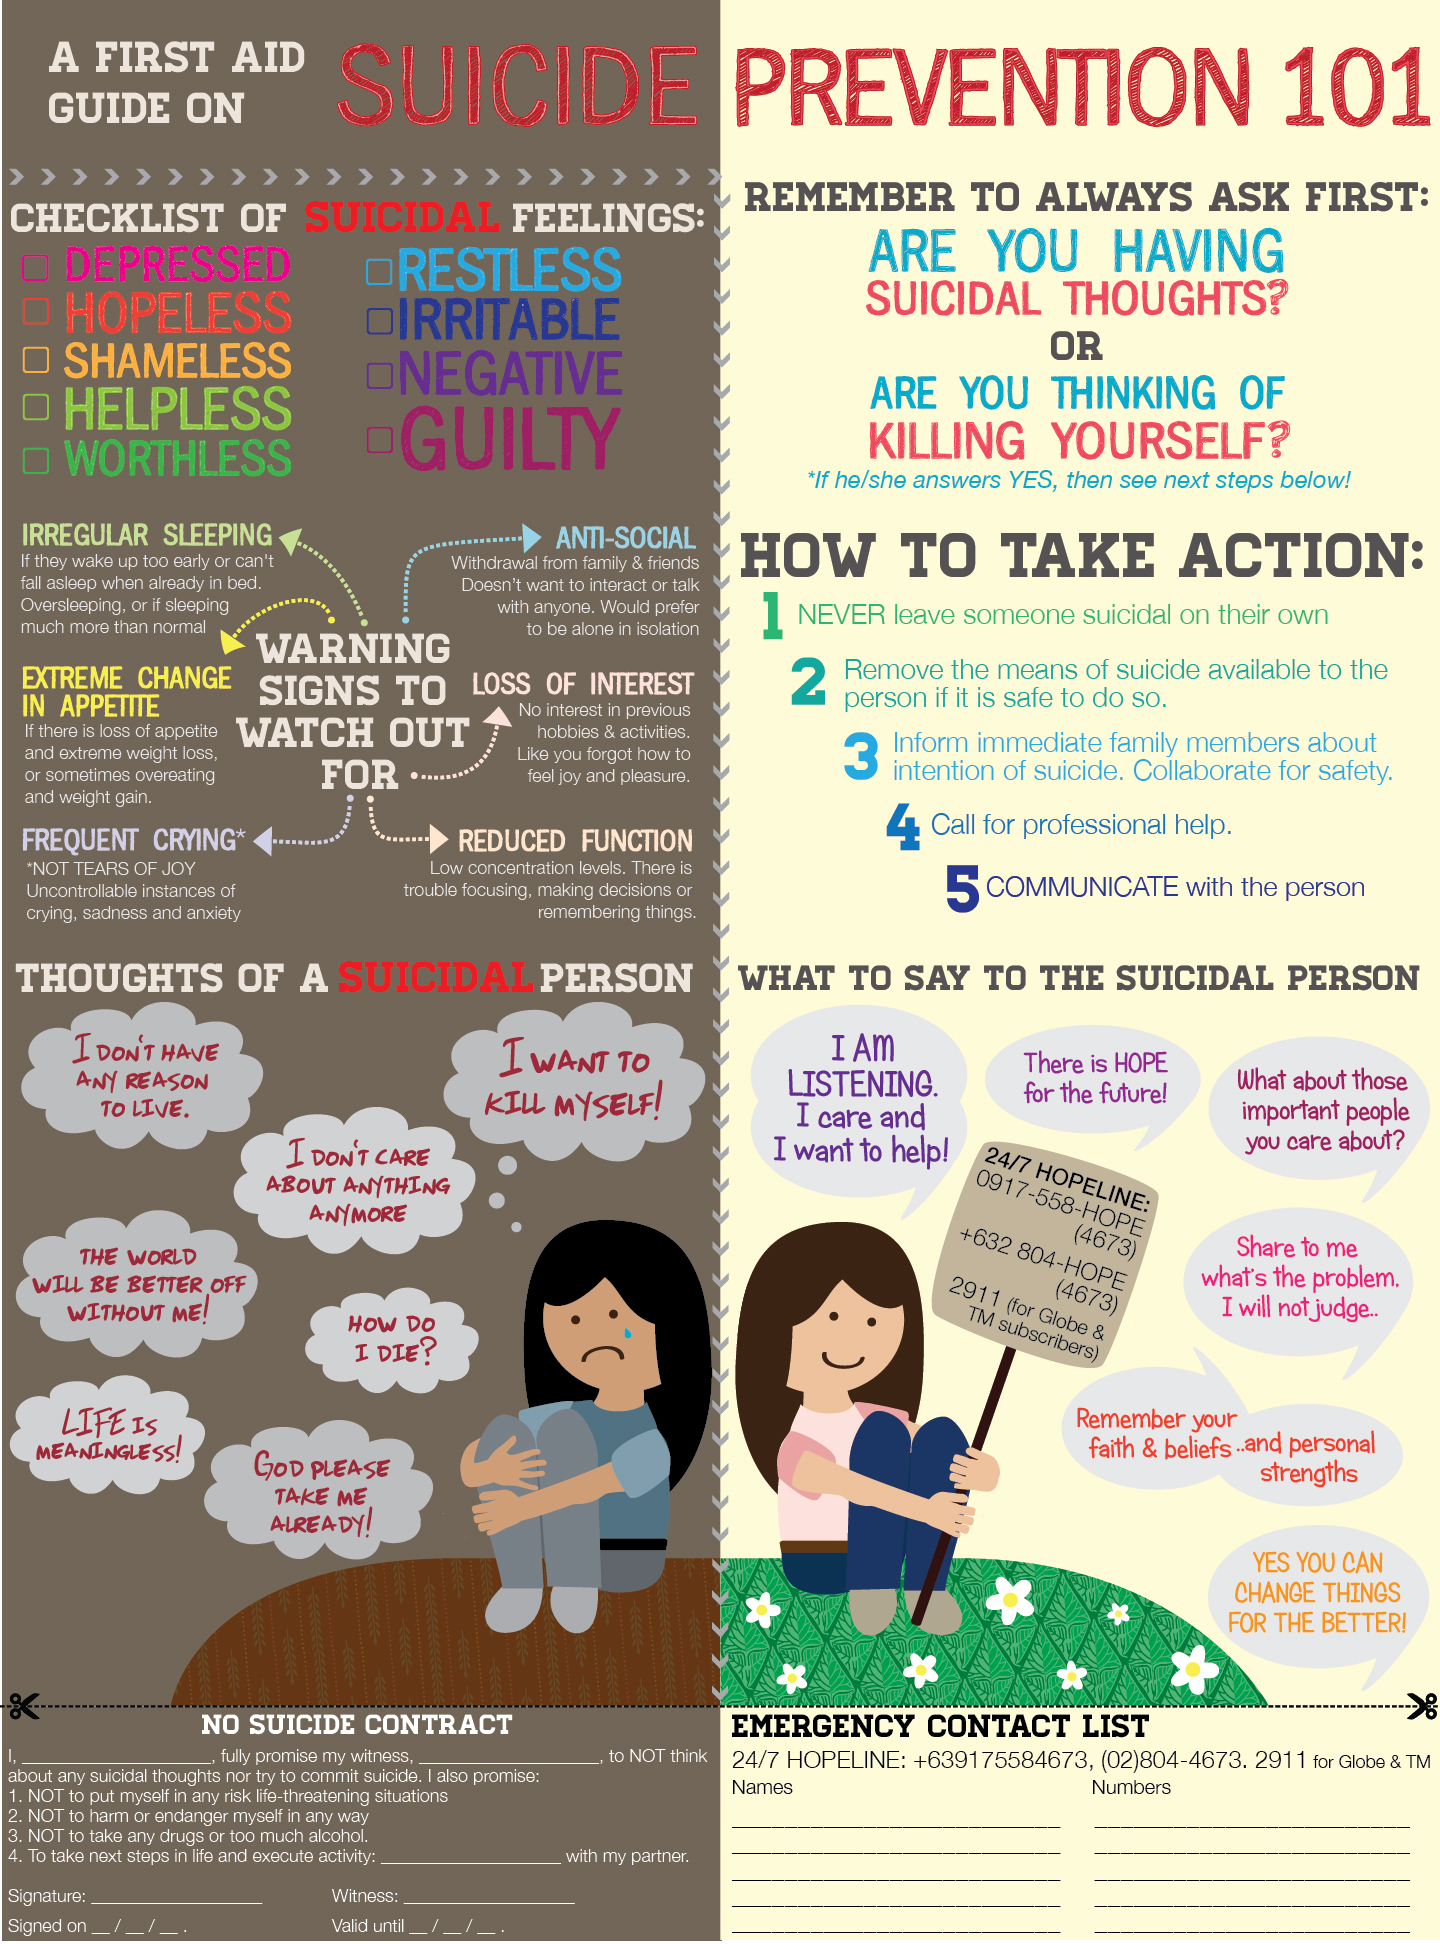 A FIRST AID
GUIDE ON
SUICIDE PREVENTION 101
CHECKLIST OF SUICIDAL FEELINGS:
DEPRESSED
HOPELESS
SHAMELESS
HELPLESS
WORTHLESS
RESTLESS
IRRITABLE
NEGATIVE
GUILTY
WARNING
SIGNS TO
WATCH OUT
FOR
IRREGULAR SLEEPING
If they wake up too early or can't
fall asleep when already in bed.
Oversleeping, or if sleeping
much more than normal
EXTREME CHANGE
IN APPETITE
If there is loss of appetite
and extreme weight loss,
or sometimes overeating
and weight gain.
FREQUENT CRYING*
*NOT TEARS OF JOY
Uncontrollable instances of
crying, sadness and anxiety
ANTI-SOCIAL
Withdrawal from family & friends
Doesn't want to interact or talk
with anyone. Would prefer
to be alone in isolation
LOSS OF INTEREST
No interest in previous
hobbies & activities.
Like you forgot how to
feel joy and pleasure.
REDUCED FUNCTION
Low concentration levels. There is
trouble focusing, making decisions or
remembering things.
THOUGHTS OF A SUICIDAL PERSON
I DON'T HAVE
ANY REASON
TO LIVE.
I WANT TO
KILL MYSELF!
I DON'T CARE
ABOUT ANYTHING
ANYMORE
THE WORLD
WILL BE BETTER OFF
WITHOUT ME!
HOW DO
I DIE?
LIFE IS
MEANINGLESS!
GOD PLEASE
TAKE ME
ALREADY!
REMEMBER TO ALWAYS ASK FIRST:
ARE YOU HAVING
SUICIDAL THOUGHTS?
OR
ARE YOU THINKING OF
KILLING YOURSELF?
*If he/she answers YES, then see next steps below!
HOW TO TAKE ACTION:
1 NEVER leave someone suicidal on their own
2 Remove the means of suicide available to the
person if it is safe to do so.
3 Inform immediate family members about
intention of suicide. Collaborate for safety.
4 Call for professional help.
5 COMMUNICATE with the person
WHAT TO SAY TO THE SUICIDAL PERSON
I AM
LISTENING.
I care and
I want to help!
There is HOPE
for the future!
What about those
important people
you care about?
24/7 HOPELINE:
0917-558-HOPE
(4673)
+632 804-HOPE
(4673)
2911 (for Globe &
TM subscribers)
Share to me
what's the problem.
I will not judge..
Remember your
faith & beliefs
..and personal
strengths
YES YOU CAN
CHANGE THINGS
FOR THE BETTER!
NO SUICIDE CONTRACT
I, ____________________, fully promise my witness, ___________________, to NOT think
about any suicidal thoughts nor try to commit suicide. I also promise:
1. NOT to put myself in any risk life-threatening situations
2. NOT to harm or endanger myself in any way
3. NOT to take any drugs or too much alcohol.
4. To take next steps in life and execute activity: ___________________ with my partner.
Signature: __________________ Witness: __________________
Signed on __ / __ / __ . Valid until __ / __ / __ .
EMERGENCY CONTACT LIST
24/7 HOPELINE: +639175584673, (02)804-4673. 2911 for Globe & TM
Names Numbers